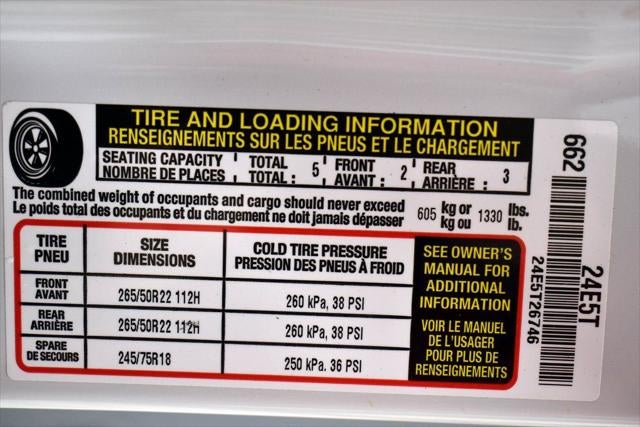 TIRE AND LOADING INFORMATION
RENSEIGNEMENTS SUR LES PNEUS ET LE CHARGEMENT
SEATING CAPACITY TOTAL 5 FRONT 2 REAR 3
NOMBRE DE PLACES TOTAL : AVANT : ARRIÈRE :
The combined weight of occupants and cargo should never exceed 605 kg or 1330 lbs.
Le poids total des occupants et du chargement ne doit jamais dépasser kg ou lb.
TIRE SIZE COLD TIRE PRESSURE
PNEU DIMENSIONS PRESSION DES PNEUS À FROID
FRONT
AVANT 265/50R22 112H 260 kPa, 38 PSI
REAR
ARRIÈRE 265/50R22 112H 260 kPa, 38 PSI
SPARE
DE SECOURS 245/75R18 250 kPa. 36 PSI
SEE OWNER'S
MANUAL FOR
ADDITIONAL
INFORMATION
VOIR LE MANUEL
DE L'USAGER
POUR PLUS DE
RENSEIGNEMENTS
662
24E5T
24E5T26746